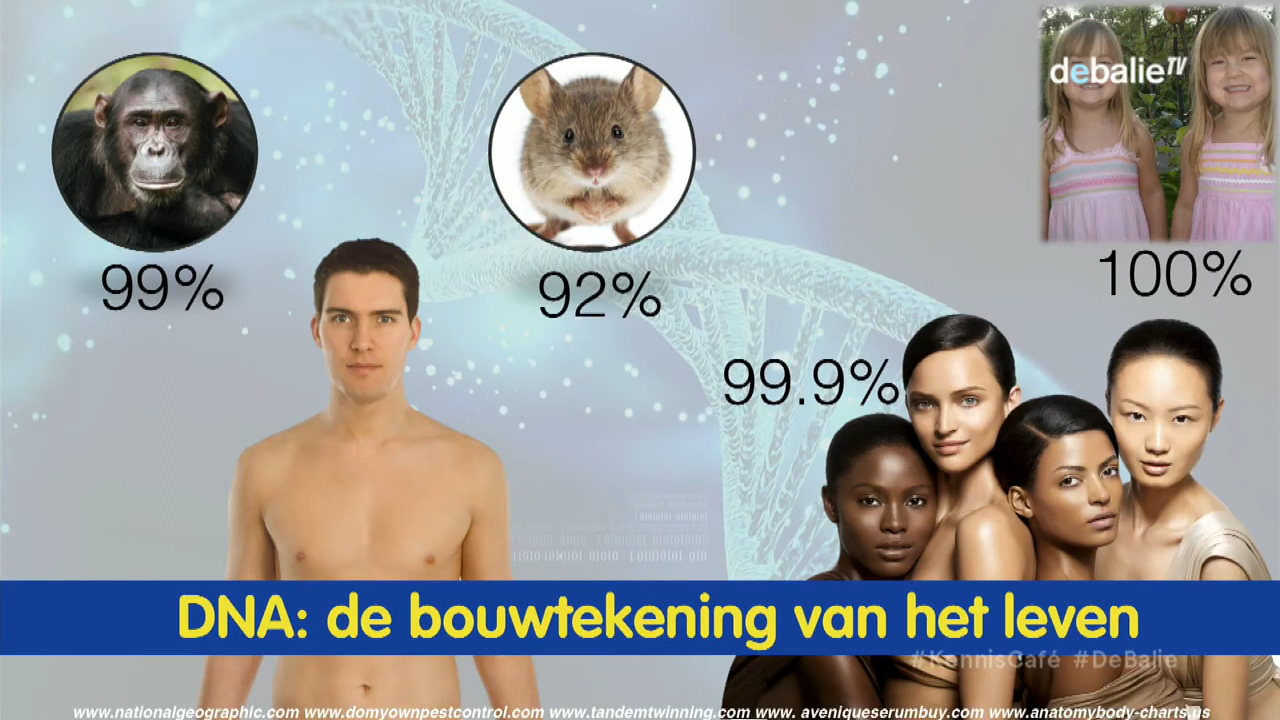 debalieTV
99%
92%
100%
99.9%
DNA: de bouwtekening van het leven
#KennisCafé #DeBalie
www.nationalgeographic.com www.domyownpestcontrol.com www.tandemtwinning.com www. aveniqueserumbuy.com www.anatomybody-charts.us